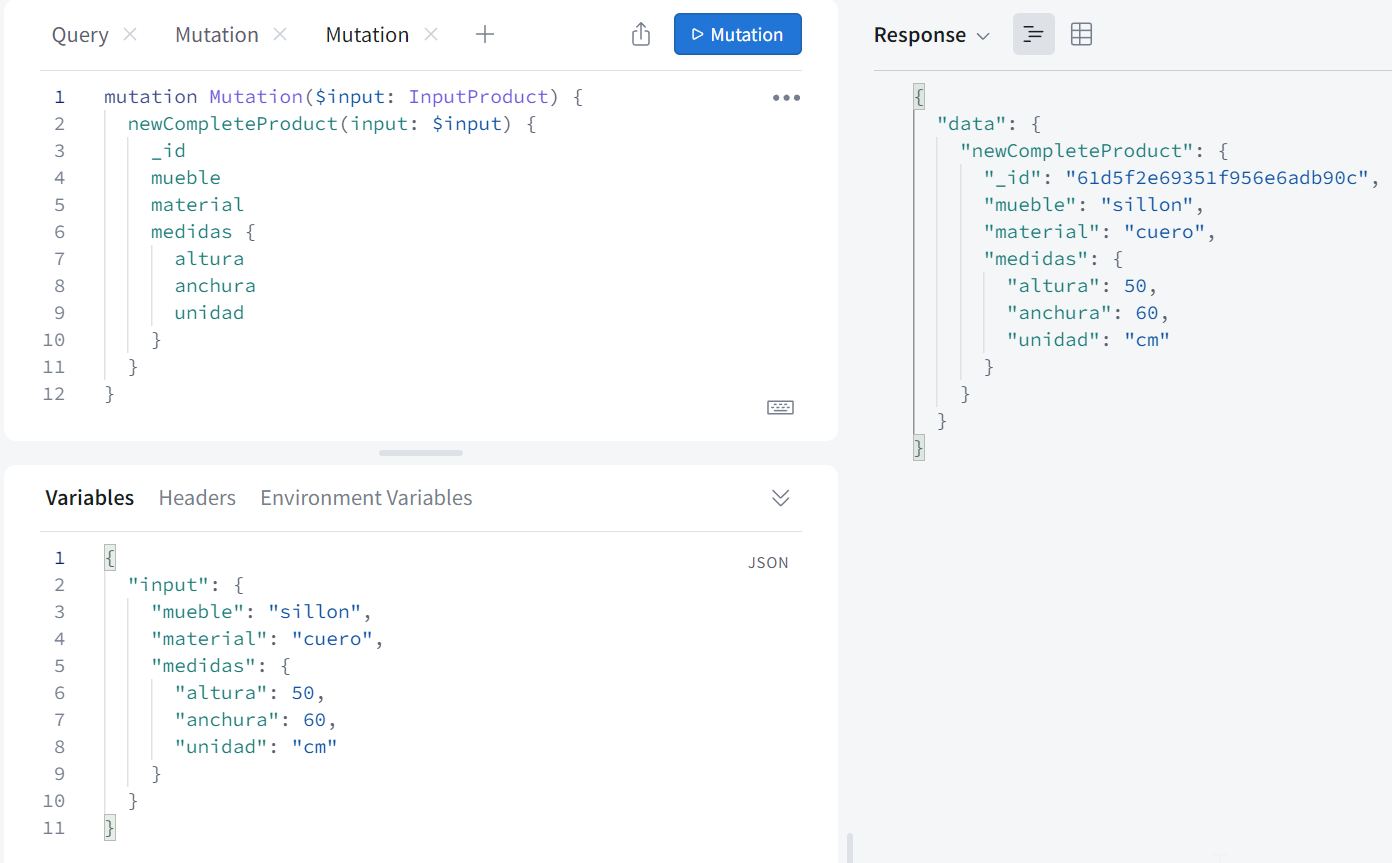 Query Mutation Mutation
Mutation
1 mutation Mutation($input: InputProduct) {
2 newCompleteProduct(input: $input) {
3 _id
4 mueble
5 material
6 medidas {
7 altura
8 anchura
9 unidad
10 }
11 }
12 }
Variables Headers Environment Variables
JSON
1 {
2 "input": {
3 "mueble": "sillon",
4 "material": "cuero",
5 "medidas": {
6 "altura": 50,
7 "anchura": 60,
8 "unidad": "cm"
9 }
10 }
11 }
Response
{
"data": {
"newCompleteProduct": {
"_id": "61d5f2e69351f956e6adb90c",
"mueble": "sillon",
"material": "cuero",
"medidas": {
"altura": 50,
"anchura": 60,
"unidad": "cm"
}
}
}
}